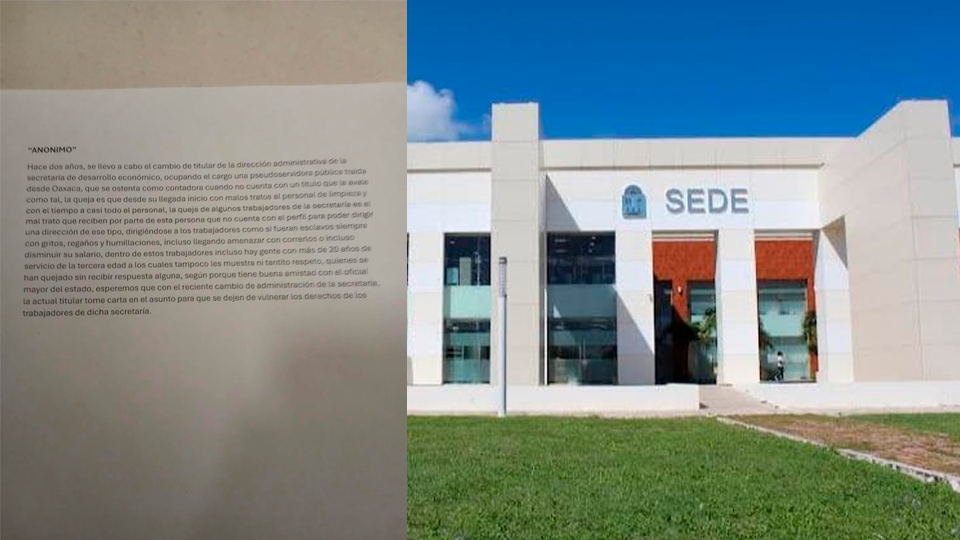 "ANONIMO"
Hace dos años, se llevo a cabo el cambio de titular de la dirección administrativa de la
secretaria de desarrollo económico, ocupando el cargo una pseudoservidora pública traida
desde Oaxaca, que se ostenta como contadora cuando no cuenta con un titulo que la avale
como tal, la queja es que desde su llegada inicio con malos tratos al personal de limpieza y
con el tiempo a casi todo el personal, la queja de algunos trabajadores de la secretaria es el
mal trato que reciben por parte de esta persona que no cuenta con el perfil para poder dirigir
una dirección de ese tipo, dirigiéndose a los trabajadores como si fueran esclavos siempre
con gritos, regaños y humillaciones, incluso llegando amenazar con correrlos o incluso
disminuir su salario, dentro de estos trabajadores incluso hay gente con más de 20 años de
servicio de la tercera edad a los cuales tampoco les muestra ni tantito respeto, quienes se
han quejado sin recibir respuesta alguna, según porque tiene buena amistad con el oficial
mayor del estado, esperemos que con el reciente cambio de administración de la secretaría,
la actual titular tome carta en el asunto para que se dejen de vulnerar los derechos de los
trabajadores de dicha secretaria.
SEDE